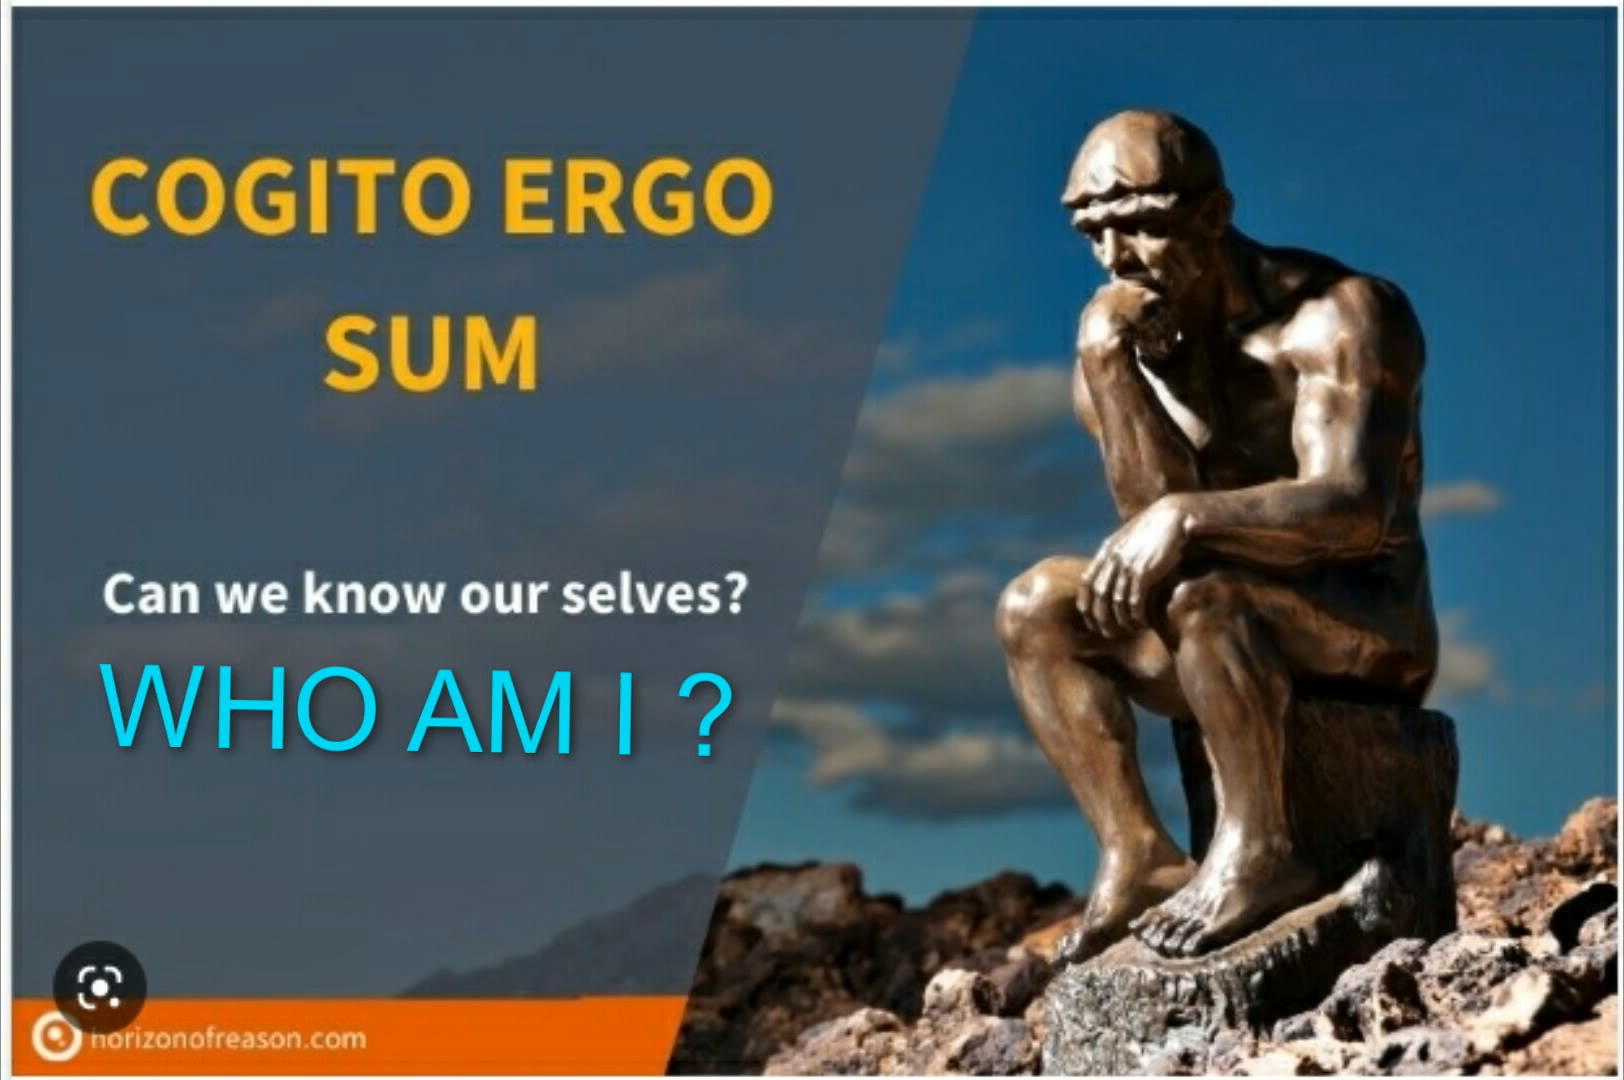 COGITO ERGO
SUM
Can we know our selves?
WHO AM I ?
horizonofreason.com